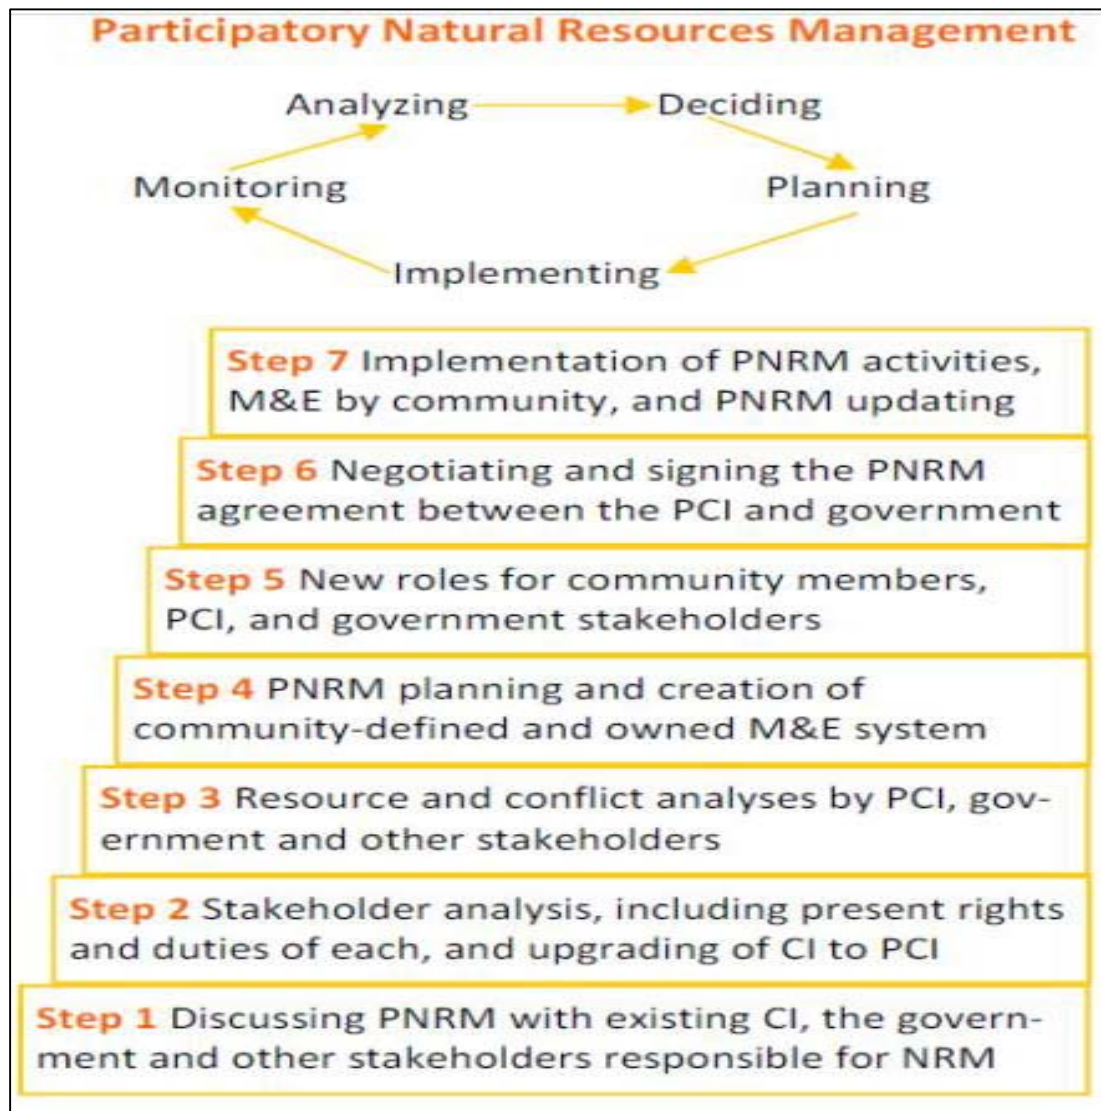 Participatory Natural Resources Management
Analyzing
Deciding
Monitoring
Planning
Implementing
Step 7 Implementation of PNRM activities,
M&E by community, and PNRM updating
Step 6 Negotiating and signing the PNRM
agreement between the PCI and government
Step 5 New roles for community members,
PCI, and government stakeholders
Step 4 PNRM planning and creation of
community-defined and owned M&E system
Step 3 Resource and conflict analyses by PCI, gov-
ernment and other stakeholders
Step 2 Stakeholder analysis, including present rights
and duties of each, and upgrading of CI to PCI
Step 1 Discussing PNRM with existing CI, the govern-
ment and other stakeholders responsible for NRM